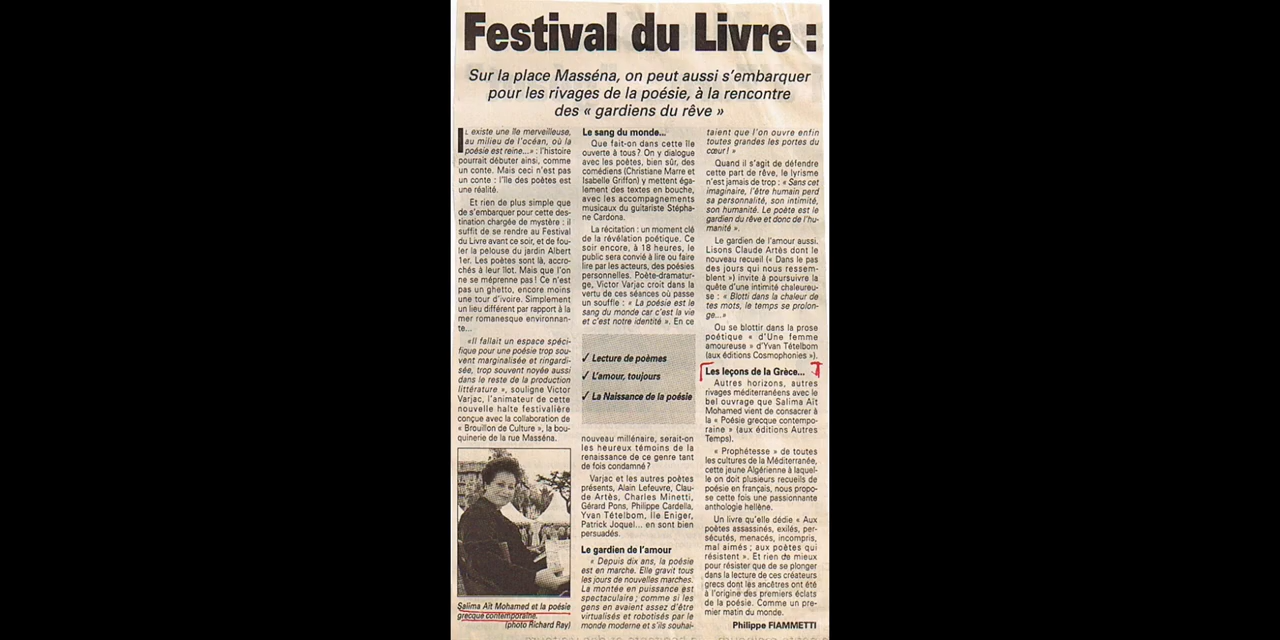 Festival du Livre :
Sur la place Masséna, on peut aussi s'embarquer
pour les rivages de la poésie, à la rencontre
des « gardiens du rêve »
IL existe une île merveilleuse,
au milieu de l'océan, où la
poésie est reine...» : l'histoire
pourrait débuter ainsi, comme
un conte. Mais ceci n'est pas
un conte : l'île des poètes est
une réalité.
Et rien de plus simple que
de s'embarquer pour cette des-
tination chargée de mystère : il
suffit de se rendre au Festival
du Livre avant ce soir, et de fou-
ler la pelouse du jardin Albert
1er. Les poètes sont là, accro-
chés à leur îlot. Mais que l'on
ne se méprenne pas ! Ce n'est
pas un ghetto, encore moins
une tour d'ivoire. Simplement
un lieu différent par rapport à la
mer romanesque environnan-
te...
«Il fallait un espace spéci-
fique pour une poésie trop sou-
vent marginalisée et ringardi-
sée, trop souvent noyée aussi
dans le reste de la production
littérature », souligne Victor
Varjac, l'animateur de cette
nouvelle halte festivalière
conçue avec la collaboration de
« Brouillon de Culture », la bou-
quinerie de la rue Masséna.
Salima Aït Mohamed et la poésie
grecque contemporaine.
(photo Richard Ray)
Le sang du monde...
Que fait-on dans cette île
ouverte à tous ? On y dialogue
avec les poètes, bien sûr, des
comédiens (Christiane Marre et
Isabelle Griffon) y mettent éga-
lement des textes en bouche,
avec les accompagnements
musicaux du guitariste Stépha-
ne Cardona.
La récitation : un moment clé
de la révélation poétique. Ce
soir encore, à 18 heures, le
public sera convié à lire ou faire
lire par les acteurs, des poésies
personnelles. Poète-dramatur-
ge, Victor Varjac croit dans la
vertu de ces séances où passe
un souffle : « La poésie est le
sang du monde car c'est la vie
et c'est notre identité ». En ce
✓ Lecture de poèmes
✓ L'amour, toujours
✓ La Naissance de la poésie
nouveau millénaire, serait-on
les heureux témoins de la
renaissance de ce genre tant
de fois condamné ?
Varjac et les autres poètes
présents, Alain Lefeuvre, Clau-
de Artès, Charles Minetti,
Gérard Pons, Philippe Cardella,
Yvan Tételbom, Ile Eniger,
Patrick Joquel... en sont bien
persuadés.
Le gardien de l'amour
« Depuis dix ans, la poésie
est en marche. Elle gravit tous
les jours de nouvelles marches.
La montée en puissance est
spectaculaire ; comme si les
gens en avaient assez d'être
virtualisés et robotisés par le
monde moderne et s'ils souhai-
taient que l'on ouvre enfin
toutes grandes les portes du
cœur ! »
Quand il s'agit de défendre
cette part de rêve, le lyrisme
n'est jamais de trop : « Sans cet
imaginaire, l'être humain perd
sa personnalité, son intimité,
son humanité. Le poète est le
gardien du rêve et donc de l'hu-
manité ».
Le gardien de l'amour aussi.
Lisons Claude Artès dont le
nouveau recueil (« Dans le pas
des jours qui nous ressem-
blent ») invite à poursuivre la
quête d'une intimité chaleureu-
se : « Blotti dans la chaleur de
tes mots, le temps se prolon-
ge...»
Ou se blottir dans la prose
poétique « d'Une femme
amoureuse » d'Yvan Tételbom
(aux éditions Cosmophonies »).
Les leçons de la Grèce...
Autres horizons, autres
rivages méditerranéens avec le
bel ouvrage que Salima Aït
Mohamed vient de consacrer à
la « Poésie grecque contempo-
raine » (aux éditions Autres
Temps).
« Prophétesse » de toutes
les cultures de la Méditerranée,
cette jeune Algérienne à laquel-
le on doit plusieurs recueils de
poésie en français, nous propo-
se cette fois une passionnante
anthologie hellène.
Un livre qu'elle dédie « Aux
poètes assassinés, exilés, per-
sécutés, menacés, incompris,
mal aimés ; aux poètes qui
résistent ». Et rien de mieux
pour résister que de se plonger
dans la lecture de ces créateurs
grecs dont les ancêtres ont été
à l'origine des premiers éclats
de la poésie. Comme un pre-
mier matin du monde.
Philippe FIAMMETTI